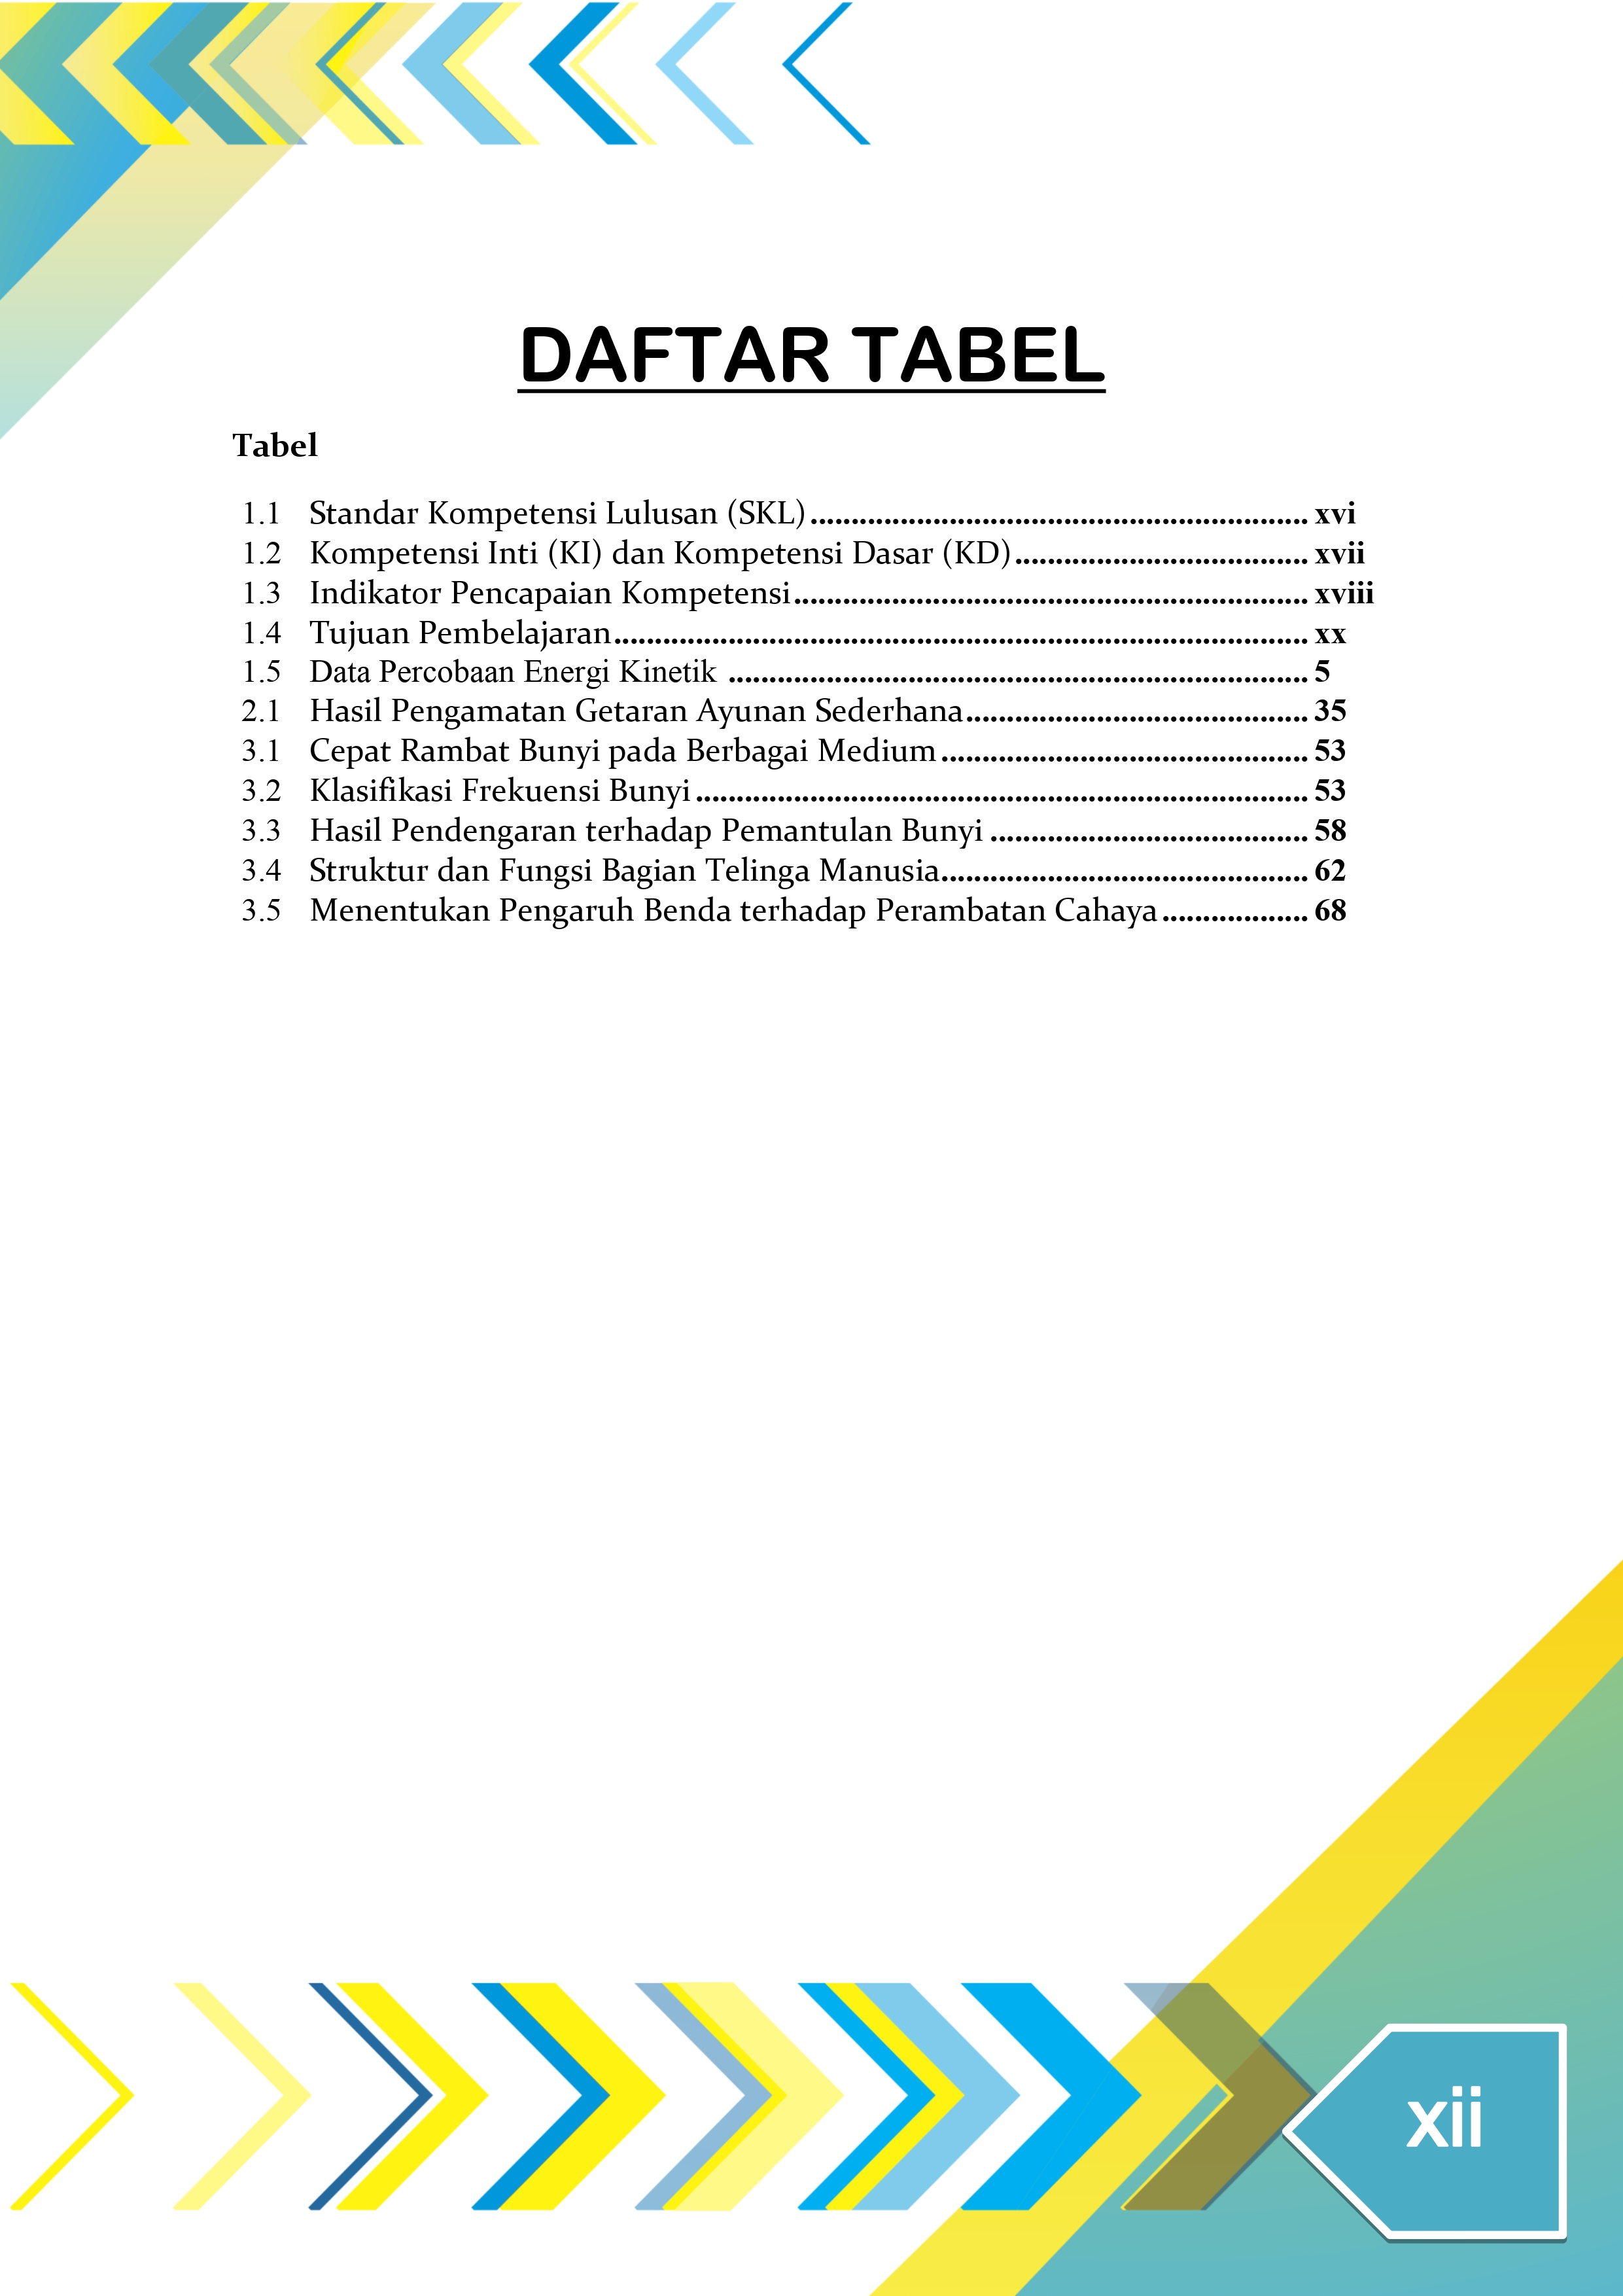 DAFTAR TABEL
Tabel
1.1 Standar Kompetensi Lulusan (SKL) ............................................................. xvi
1.2 Kompetensi Inti (KI) dan Kompetensi Dasar (KD) .................................... xvii
1.3 Indikator Pencapaian Kompetensi ............................................................... xviii
1.4 Tujuan Pembelajaran ..................................................................................... xx
1.5 Data Percobaan Energi Kinetik ....................................................................... 5
2.1 Hasil Pengamatan Getaran Ayunan Sederhana .......................................... 35
3.1 Cepat Rambat Bunyi pada Berbagai Medium ............................................. 53
3.2 Klasifikasi Frekuensi Bunyi ........................................................................... 53
3.3 Hasil Pendengaran terhadap Pemantulan Bunyi ....................................... 58
3.4 Struktur dan Fungsi Bagian Telinga Manusia ............................................. 62
3.5 Menentukan Pengaruh Benda terhadap Perambatan Cahaya .................. 68
xii